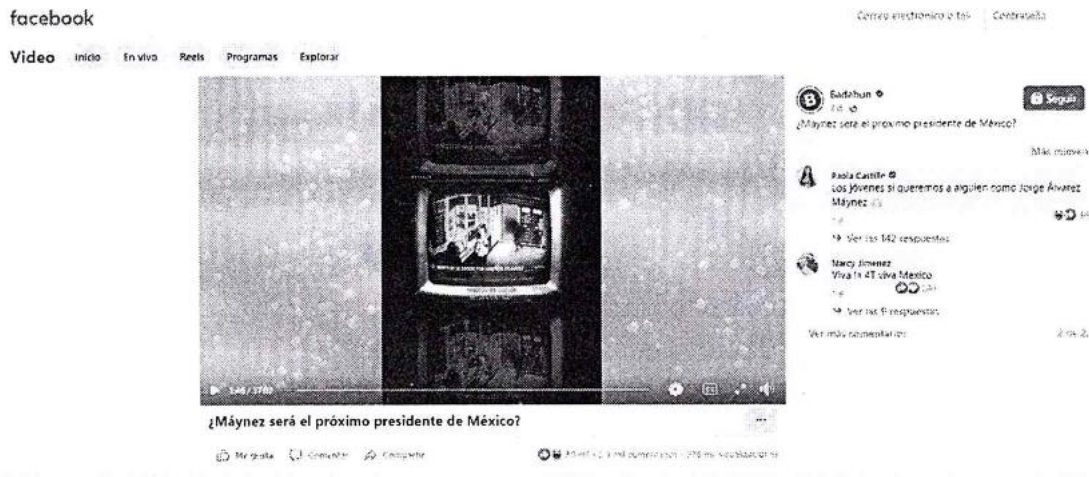 facebook
Correo electrónico o tel Contraseña
Video Inicio En vivo Reels Programas Explorar
Badabun
Seguir
¿Máynez será el próximo presidente de México?
Más
Paola Castillo
Los jóvenes si queremos a alguien como Jorge Álvarez
Máynez
Ver las 142 respuestas
Nancy Jimenez
Viva la 4T viva Mexico
Ver las 9 respuestas
Ver más comentarios
¿Máynez será el próximo presidente de México?
Me gusta Comentar Compartir